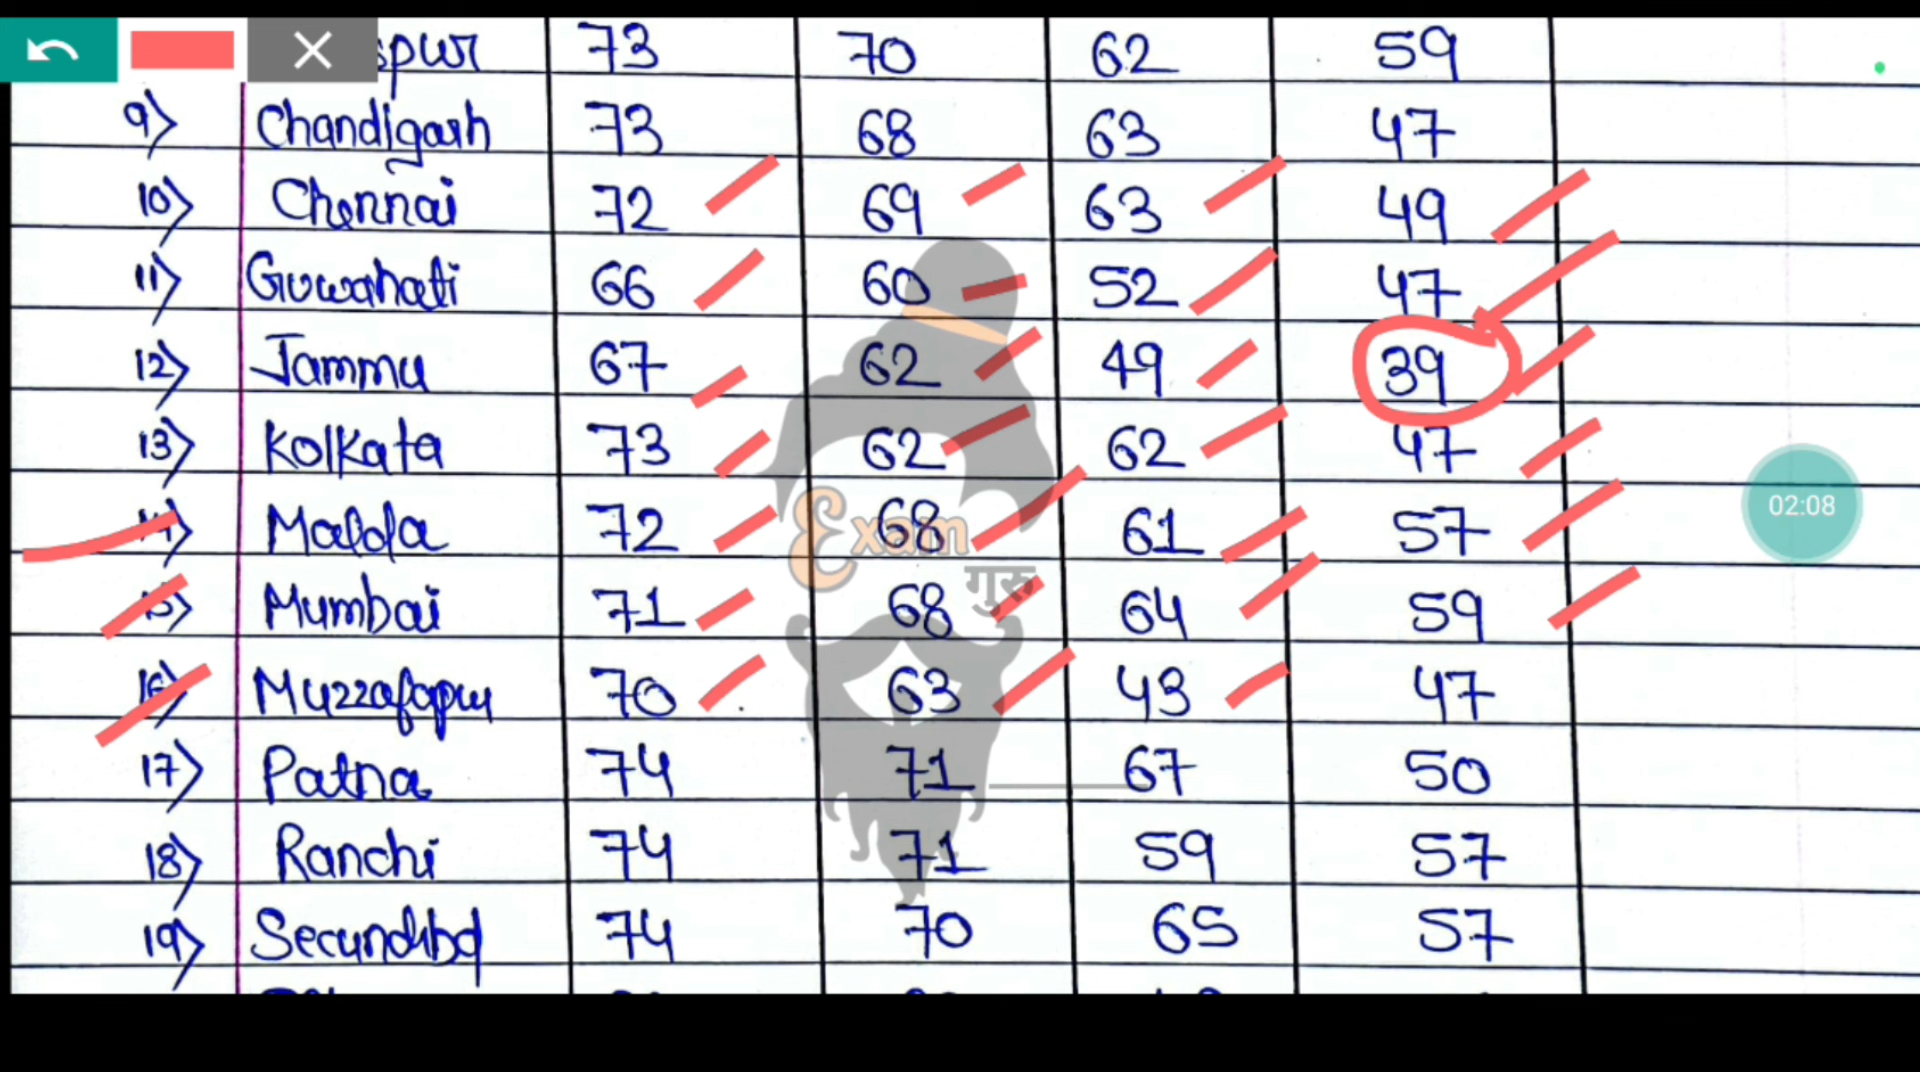 spur 73 70 62 59
9) Chandigarh 73 68 63 47
10) Chennai 72 69 63 49
11) Guwahati 66 60 52 47
12) Jammu 67 62 49 39
13) Kolkata 73 62 62 47
14) Malda 72 68 61 57
02:08
Exam
गुरु
15) Mumbai 71 68 64 59
16) Muzzafapur 70 63 43 47
17) Patna 74 71 67 50
18) Ranchi 74 71 59 57
19) Secundrbd 74 70 65 57